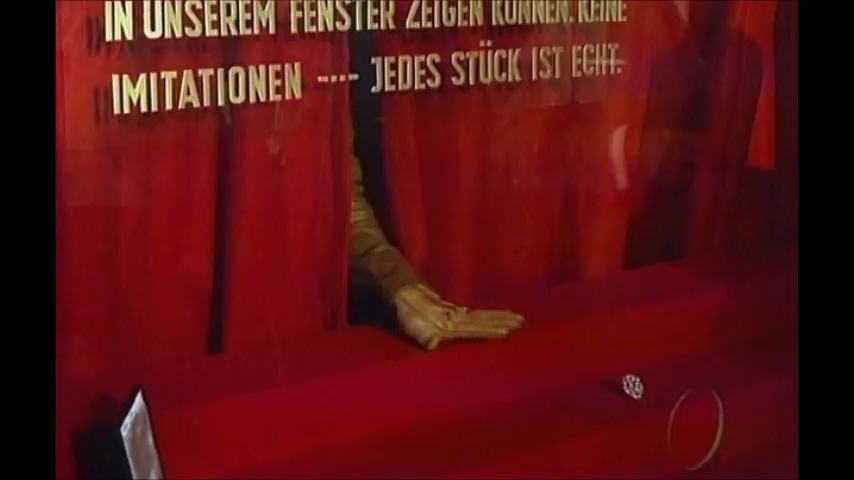 IN UNSEREM FENSTER ZEIGEN KÖNNEN. KEINE
IMITATIONEN ---- JEDES STÜCK IST ECHT.